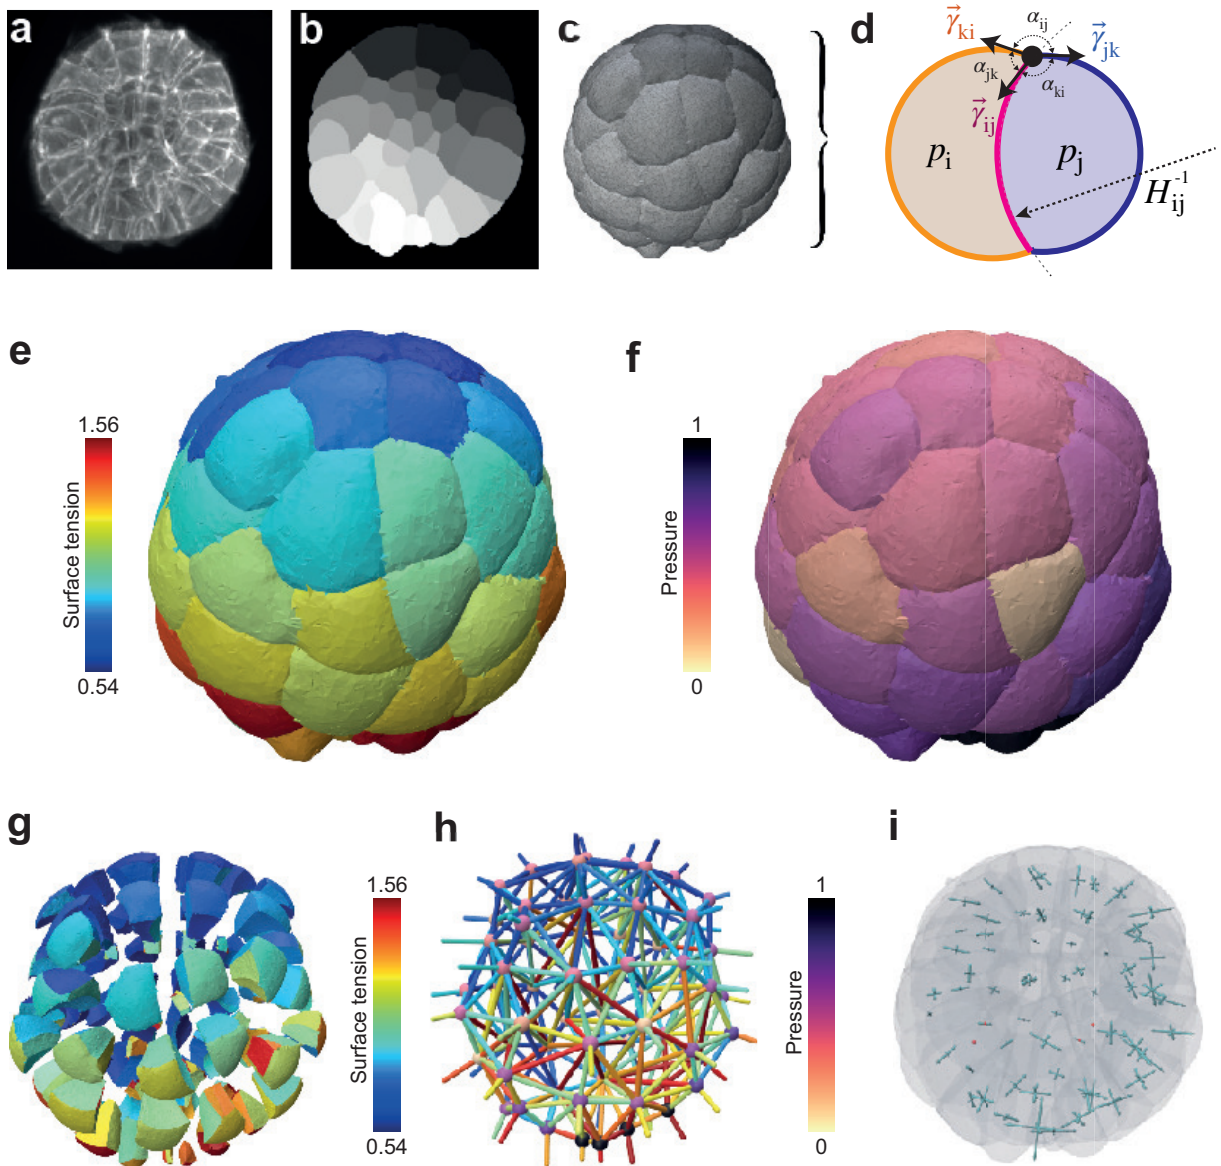 a
b
c
d
γ⃗ki
αij
γ⃗jk
αjk
αki
γ⃗ij
pi
pj
Hij-1
e
f
1.56
Surface tension
0.54
1
Pressure
0
g
h
i
1.56
Surface tension
0.54
1
Pressure
0